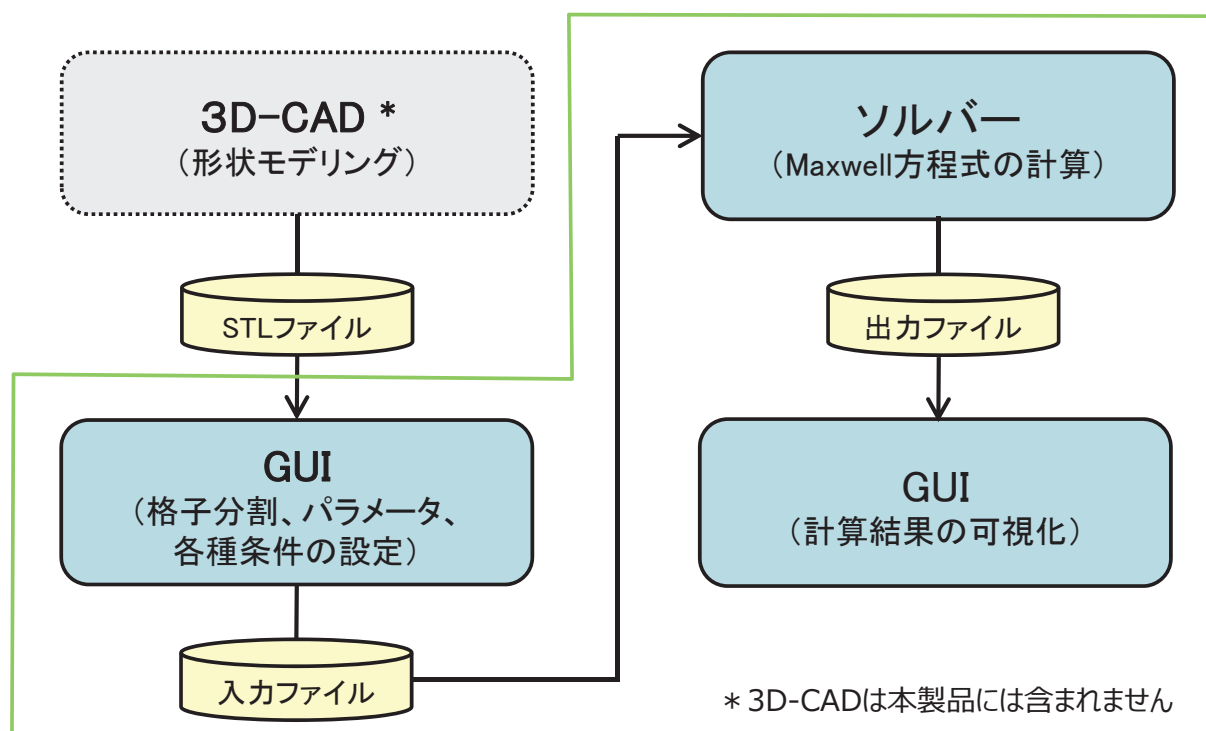 3D-CAD *
（形状モデリング）
STLファイル
GUI
（格子分割、パラメータ、
各種条件の設定）
入力ファイル
ソルバー
（Maxwell方程式の計算）
出力ファイル
GUI
（計算結果の可視化）
* 3D-CADは本製品には含まれません